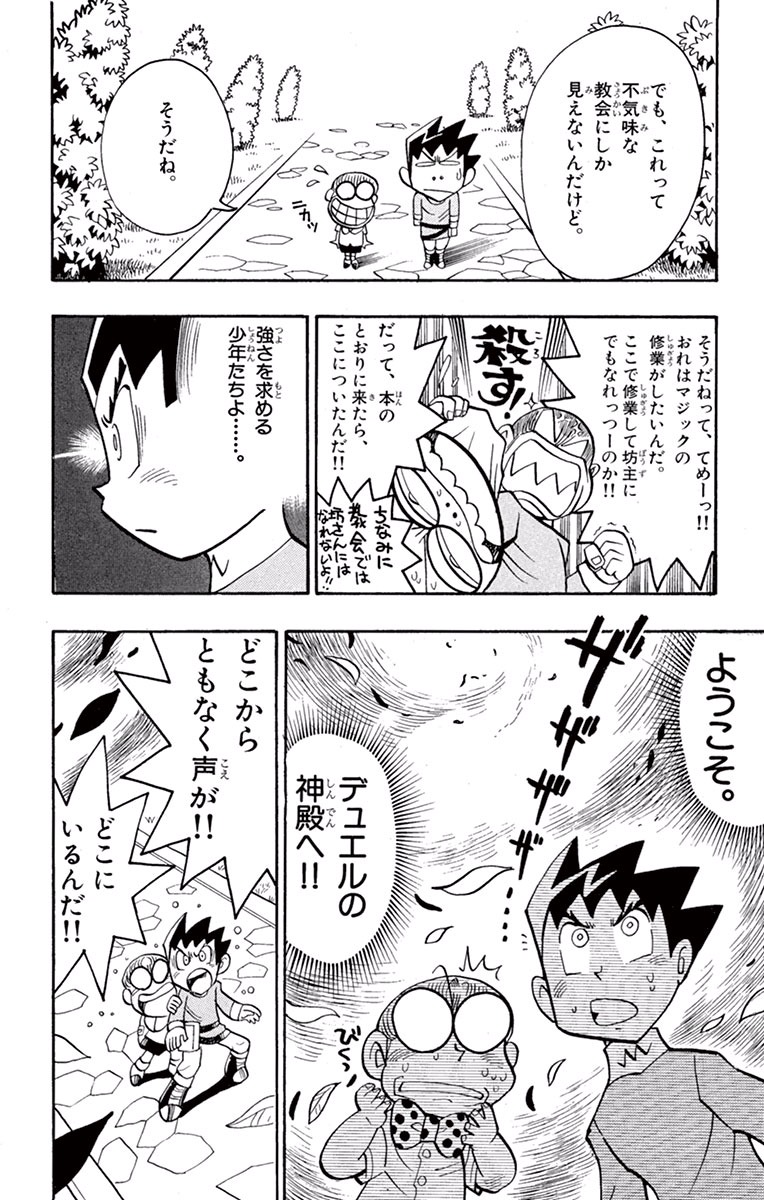 でも、これって
不気味な
教会にしか
見えないんだけど。
そうだね。
ニカッ
そうだねって、てめーっ!!
おれはマジックの
修業がしたいんだ。
ここで修業して坊主に
でもなれっつーのか!!
殺す!
だって、本の
とおりに来たら、
ここについたんだ!!
ちなみに
教会では
坊さんには
なれないよ!!
強さを求める
少年たちよ……。
ようこそ。
デュエルの
神殿へ!!
びくっ
どこから
ともなく声が!!
どこに
いるんだ!!